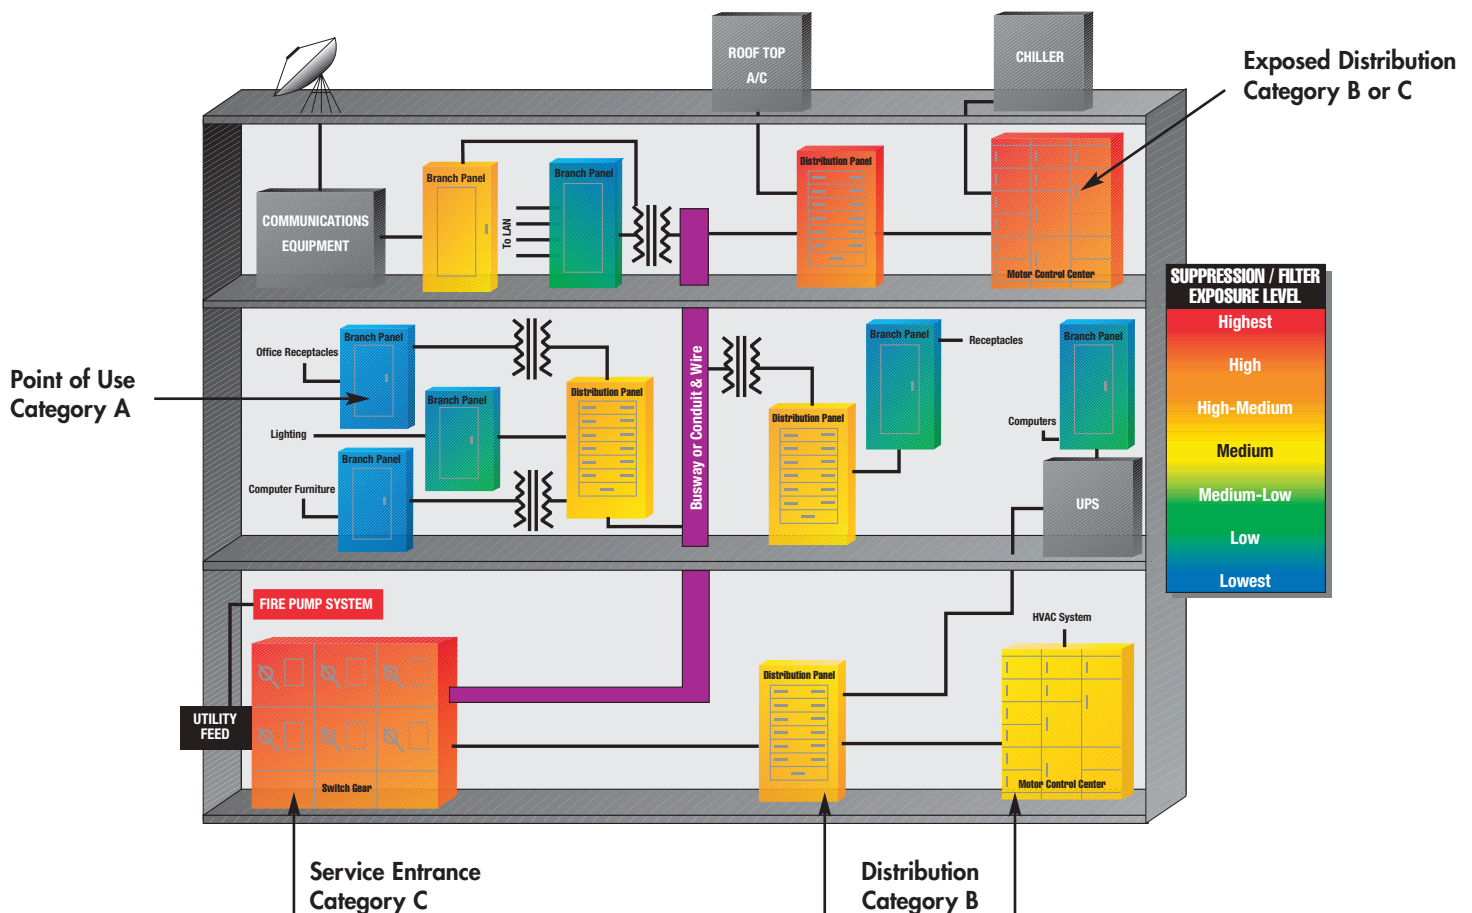 ROOF TOP
A/C
CHILLER
Exposed Distribution
Category B or C
Branch Panel
Branch Panel
Distribution Panel
COMMUNICATIONS
EQUIPMENT
To LAN
Motor Control Center
SUPPRESSION / FILTER
EXPOSURE LEVEL
Highest
High
High-Medium
Medium
Medium-Low
Low
Lowest
Point of Use
Category A
Office Receptacles
Branch Panel
Branch Panel
Lighting
Branch Panel
Computer Furniture
Distribution Panel
Busway or Conduit & Wire
Distribution Panel
Branch Panel
Receptacles
Branch Panel
Computers
UPS
FIRE PUMP SYSTEM
UTILITY
FEED
Switch Gear
Distribution Panel
HVAC System
Motor Control Center
Service Entrance
Category C
Distribution
Category B